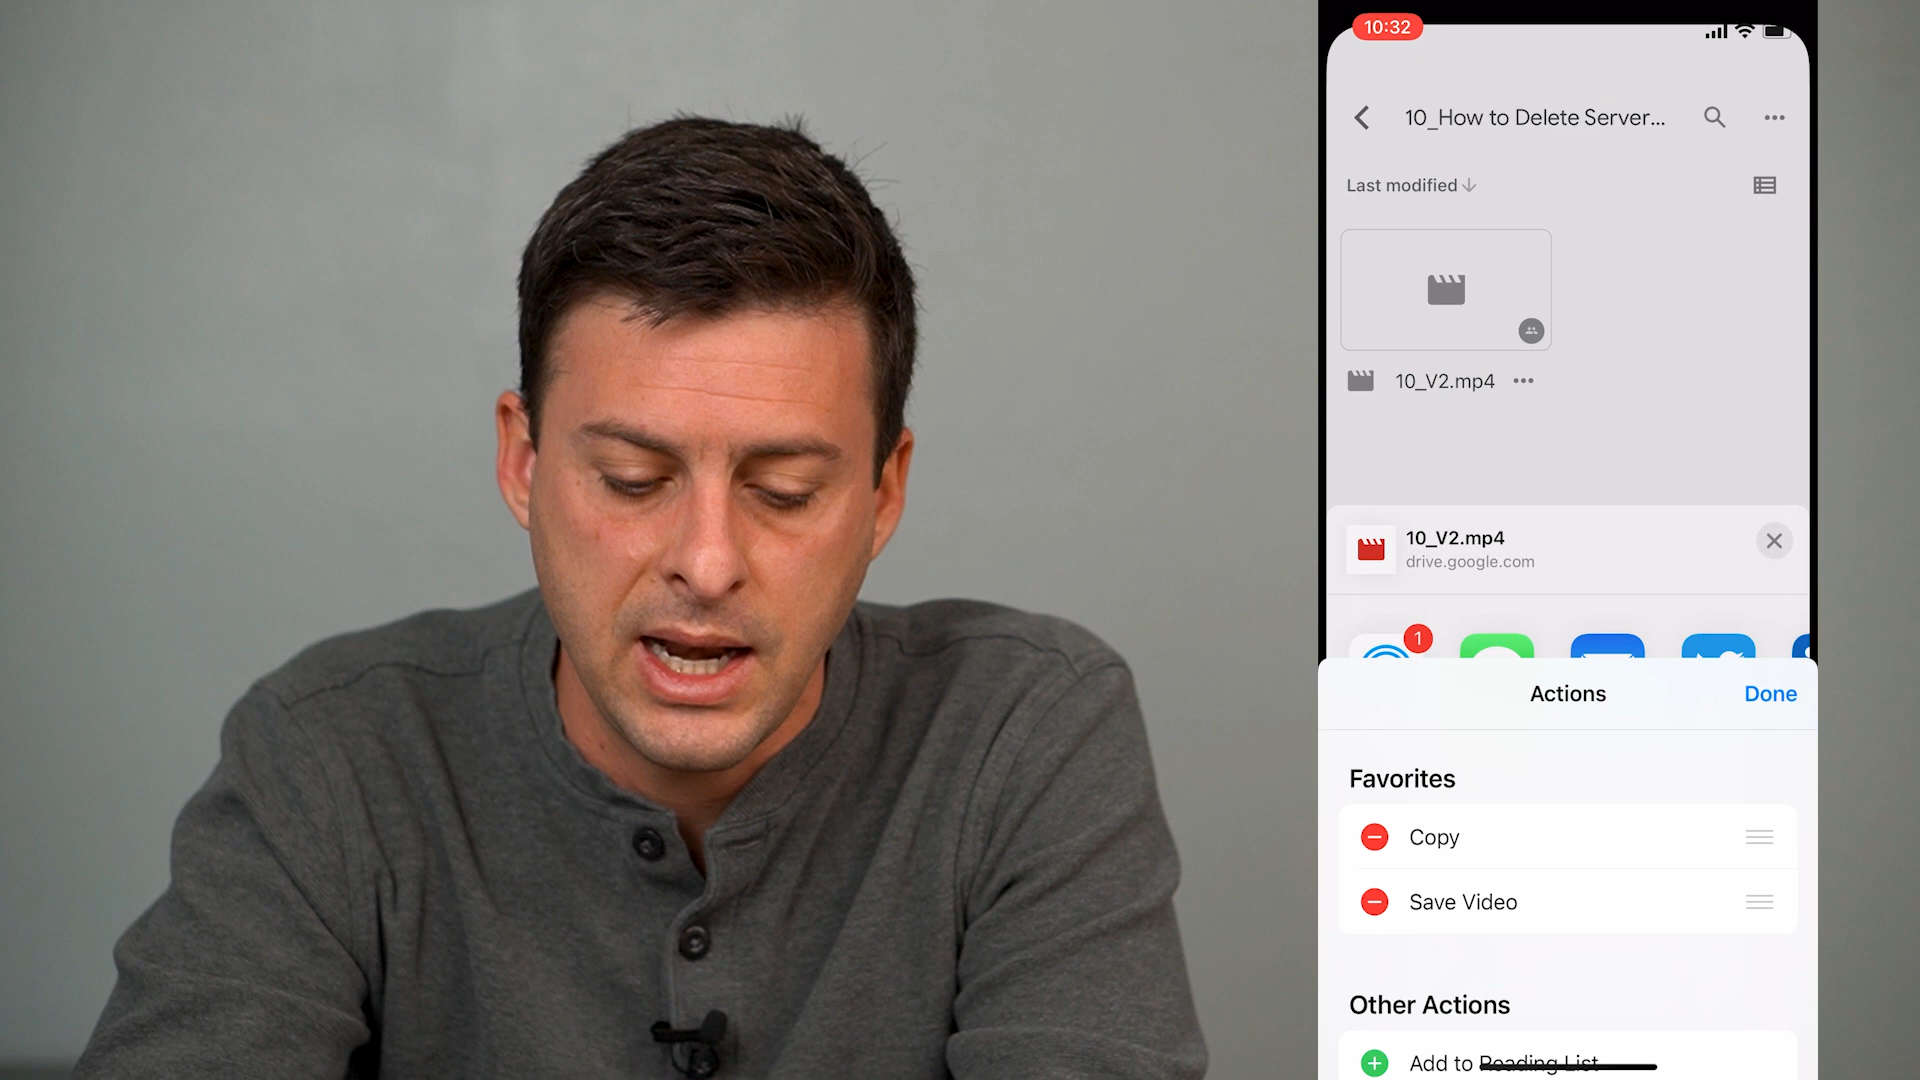 10:32
10_How to Delete Server...
Last modified
10_V2.mp4
10_V2.mp4
drive.google.com
1
Actions
Done
Favorites
Copy
Save Video
Other Actions
Add to Reading List